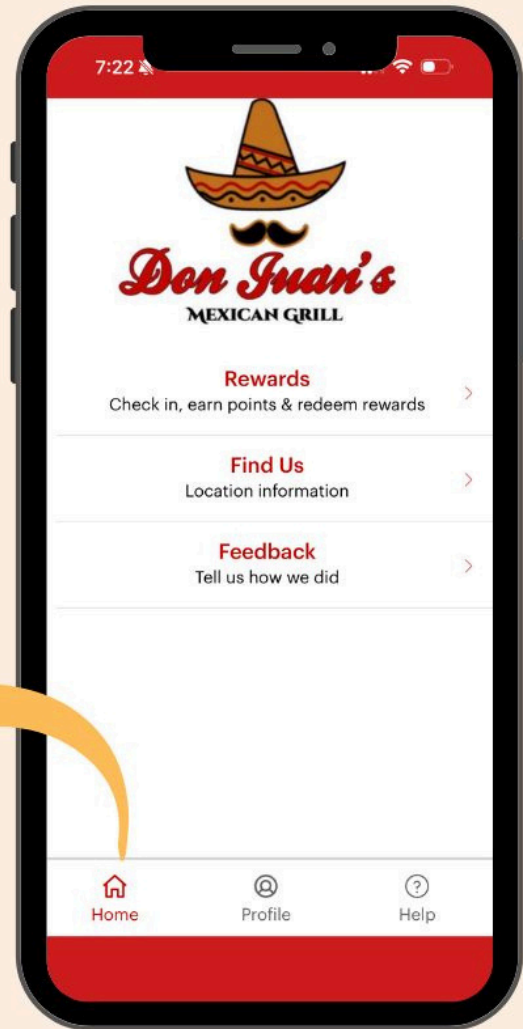 7:22
Don Juan's
MEXICAN GRILL
Rewards
Check in, earn points & redeem rewards
Find Us
Location information
Feedback
Tell us how we did
Home
Profile
Help